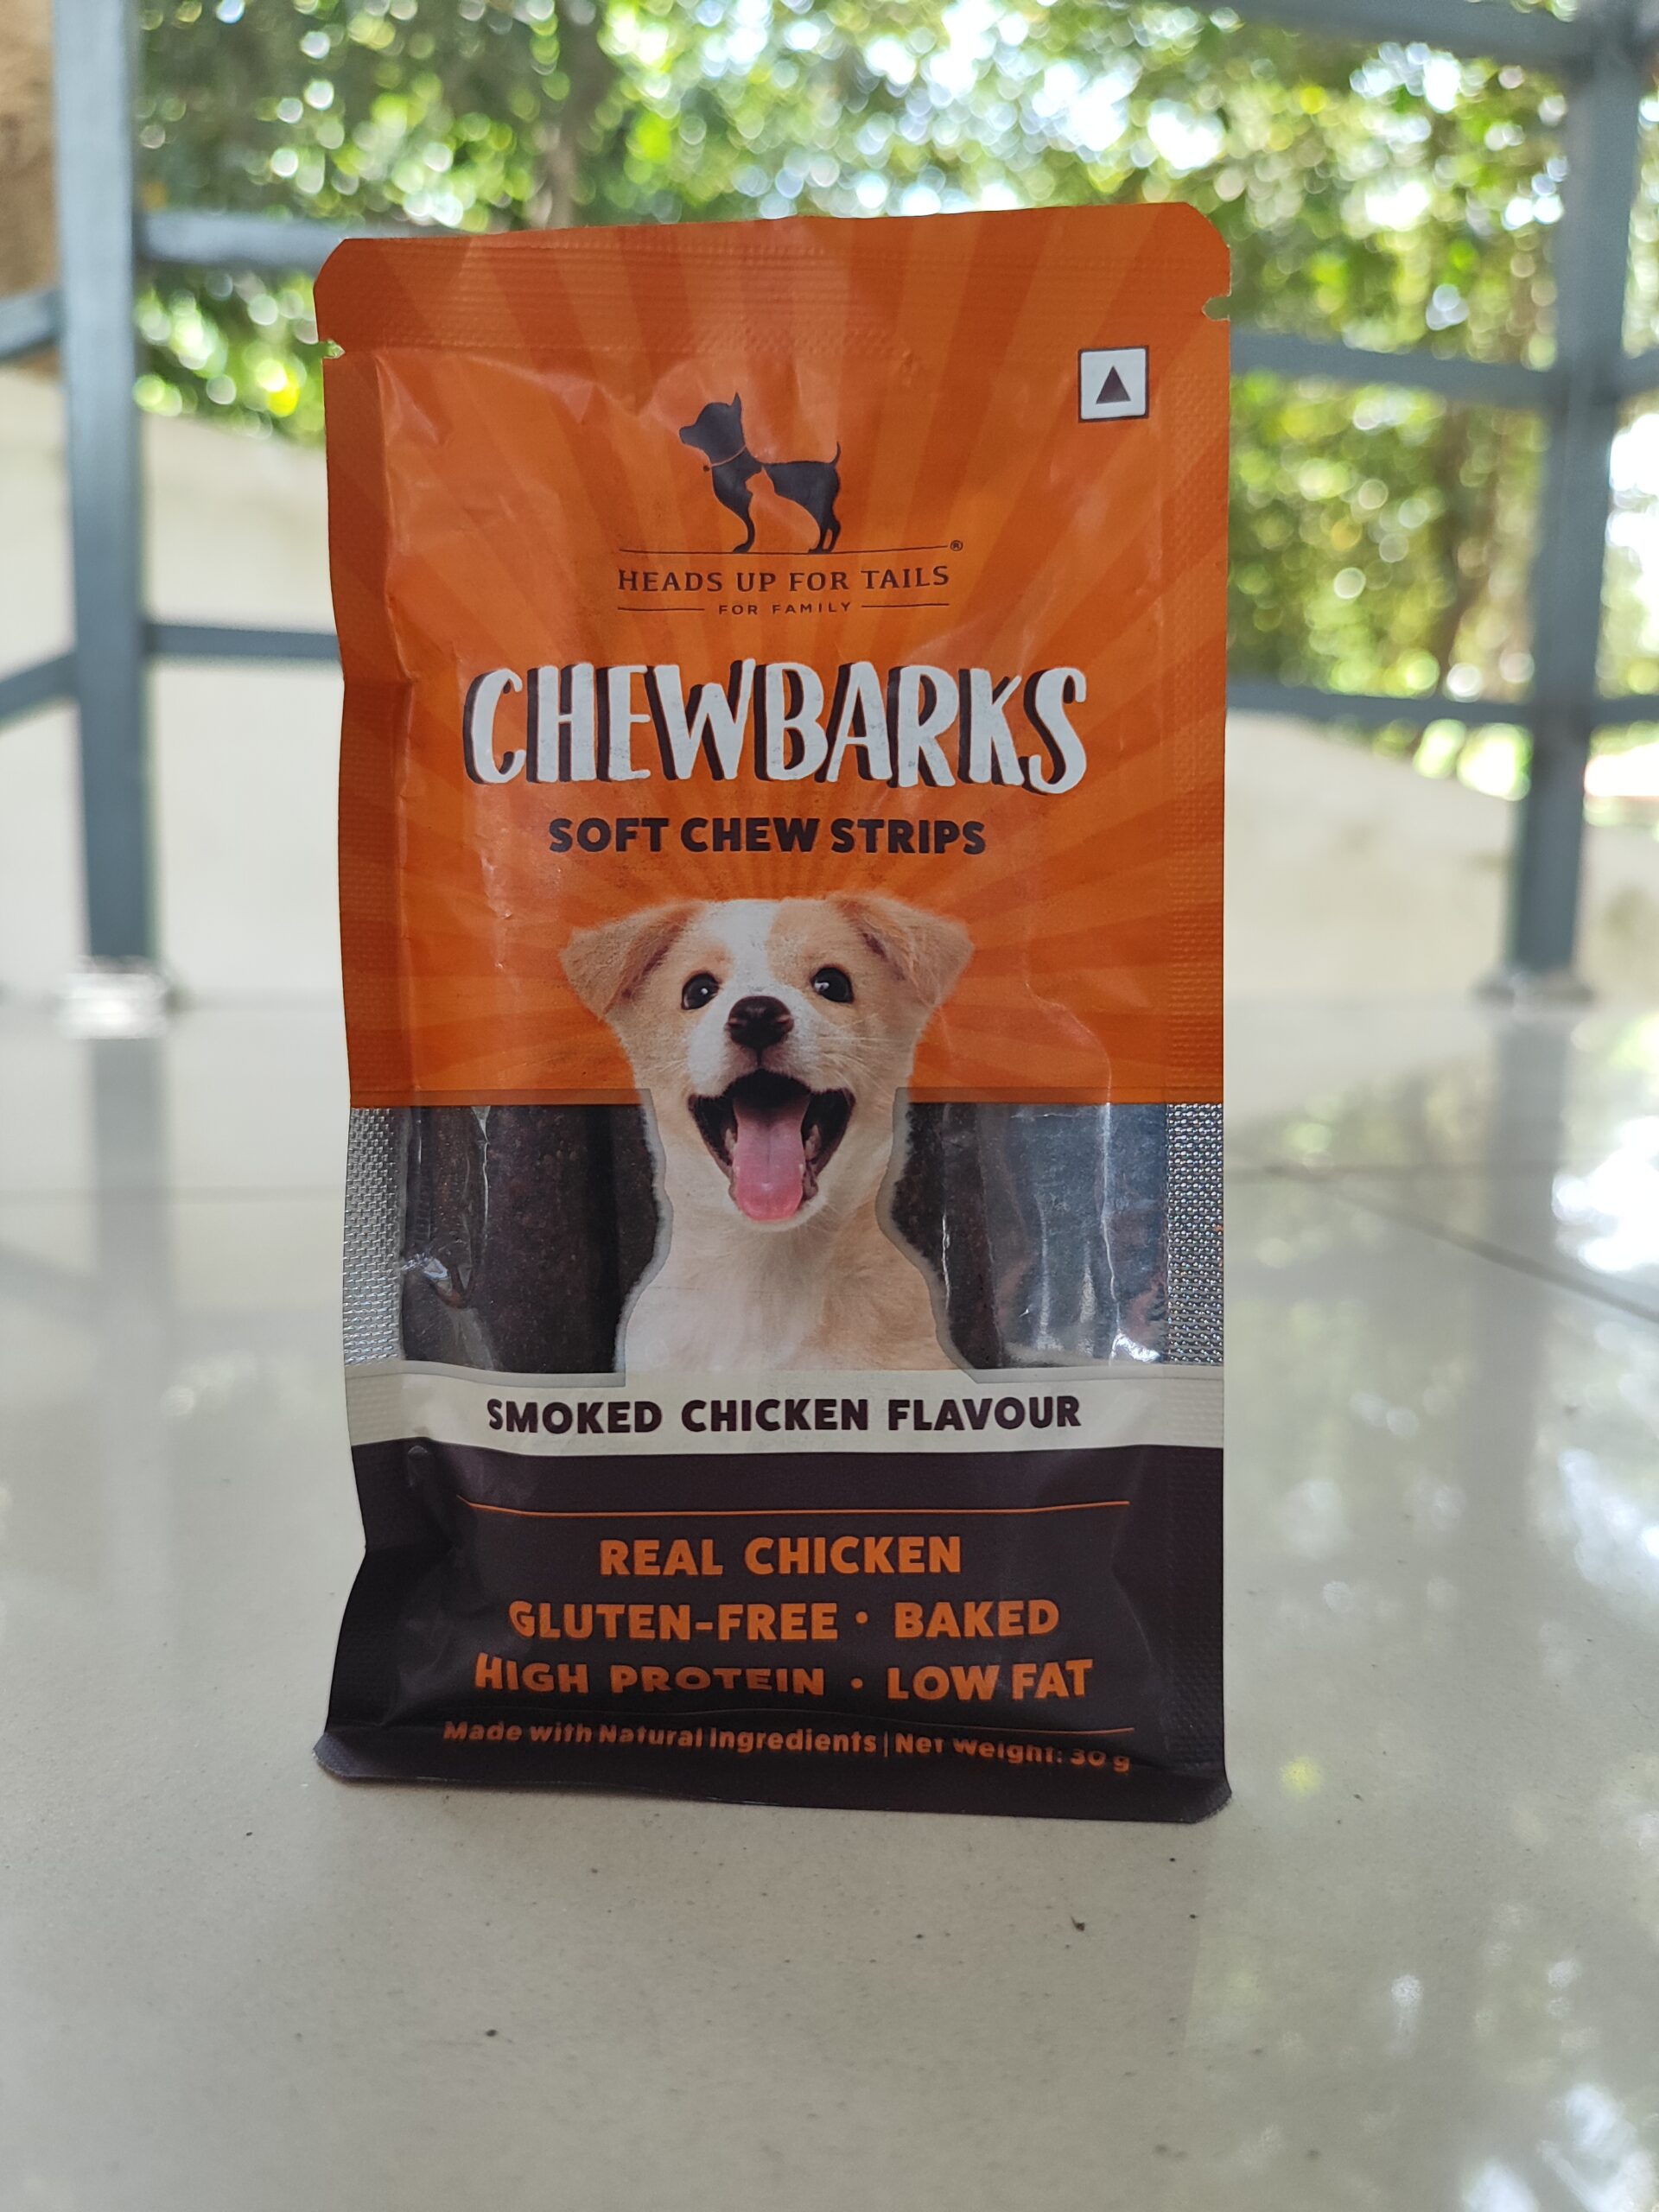 ®
HEADS UP FOR TAILS
FOR FAMILY
CHEWBARKS
SOFT CHEW STRIPS
SMOKED CHICKEN FLAVOUR
REAL CHICKEN
GLUTEN-FREE • BAKED
HIGH PROTEIN • LOW FAT
Made with Natural Ingredients | Net Weight: 30 g